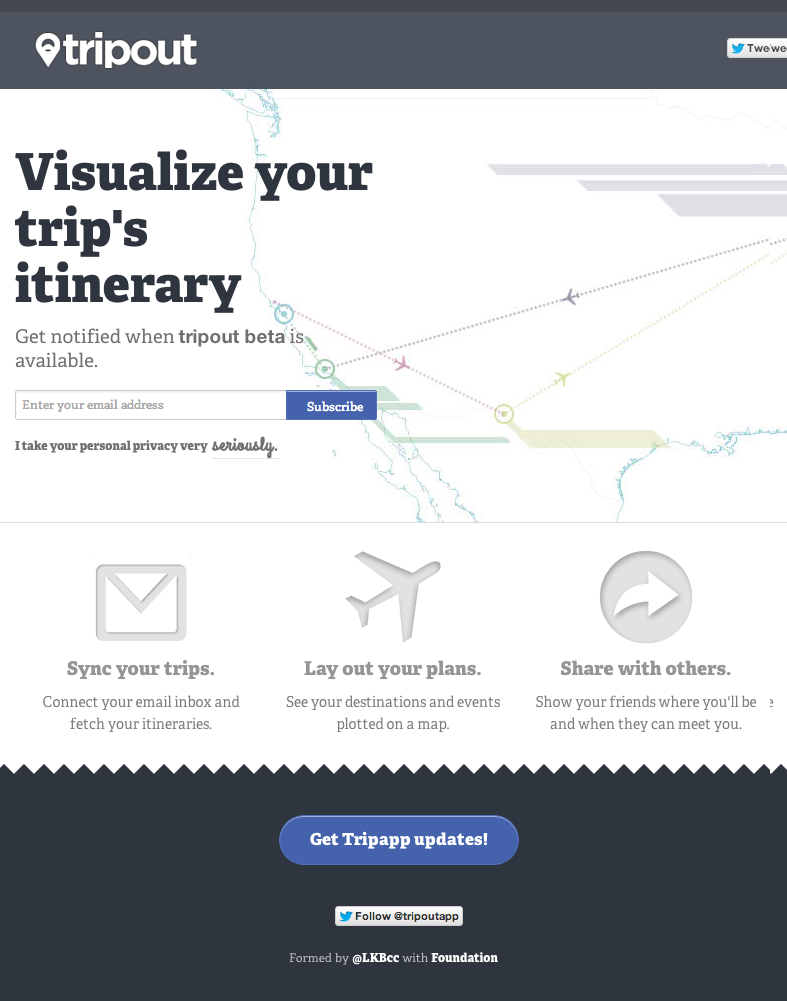 tripout
Twe we
Visualize your
trip's
itinerary
Get notified when tripout beta is
available.
Enter your email address
Subscribe
I take your personal privacy very seriously.
Sync your trips.
Connect your email inbox and
fetch your itineraries.
Lay out your plans.
See your destinations and events
plotted on a map.
Share with others.
Show your friends where you'll be e
and when they can meet you.
Get Tripapp updates!
Follow @tripoutapp
Formed by @LKBcc with Foundation